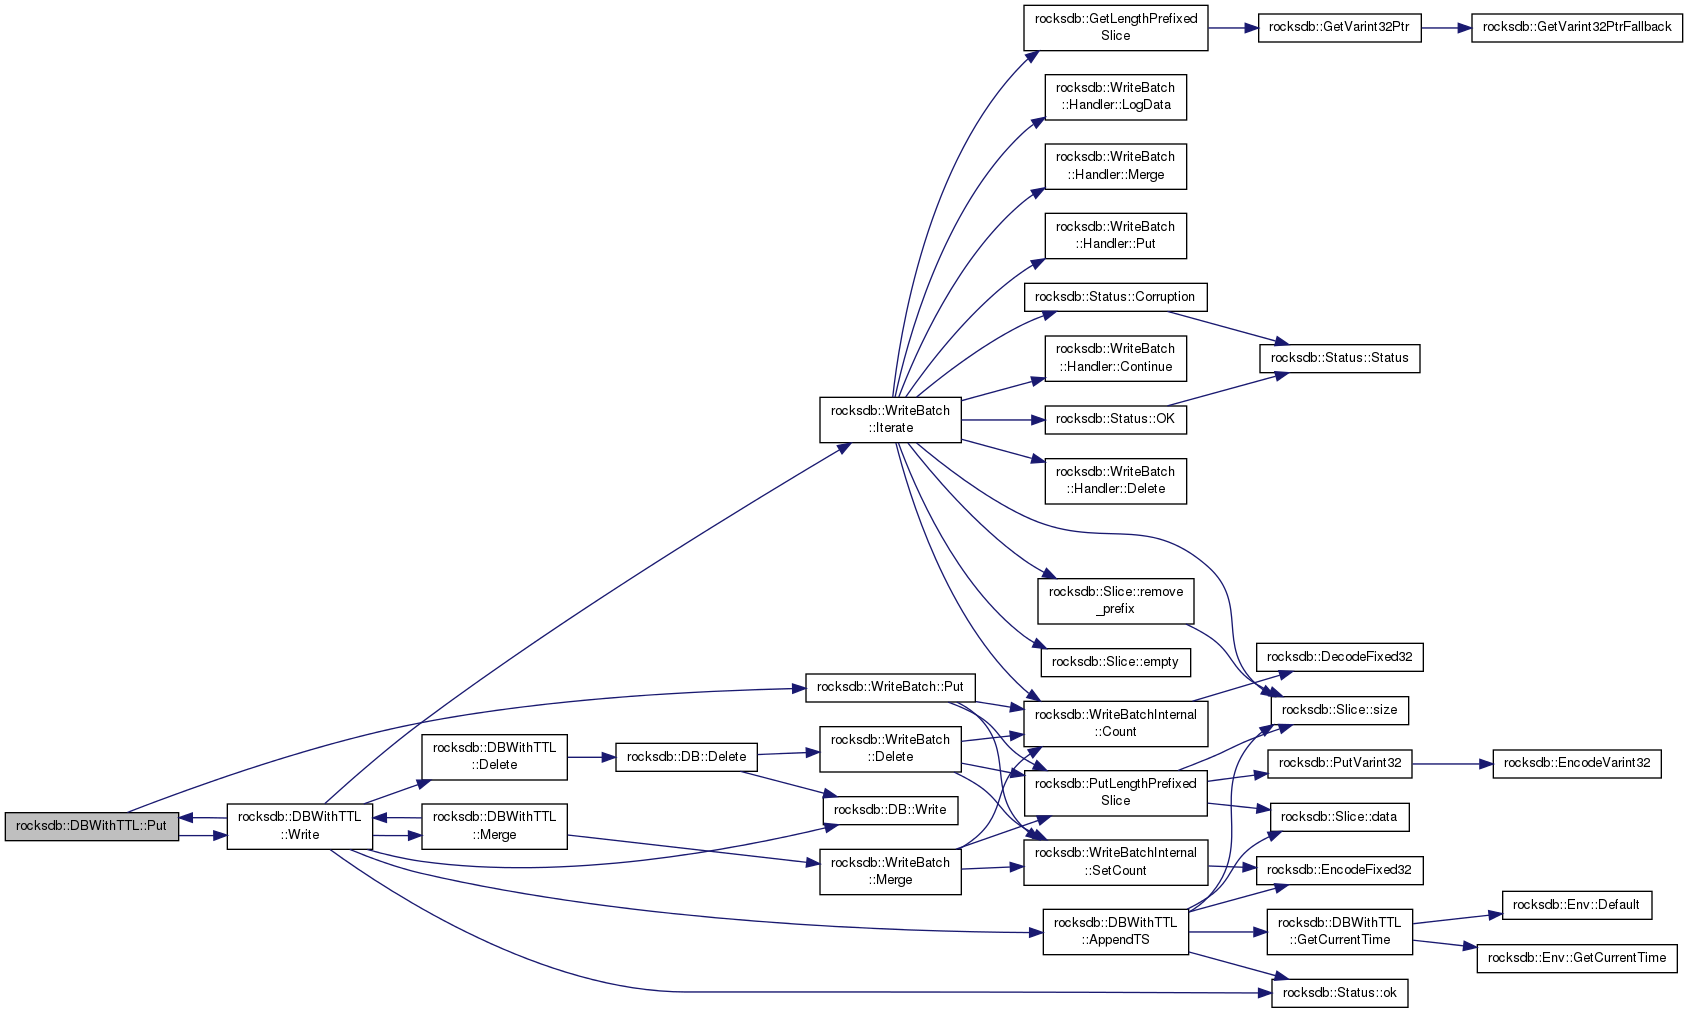 rocksdb::GetLengthPrefixed
Slice
rocksdb::GetVarint32Ptr
rocksdb::GetVarint32PtrFallback
rocksdb::WriteBatch
::Handler::LogData
rocksdb::WriteBatch
::Handler::Merge
rocksdb::WriteBatch
::Handler::Put
rocksdb::Status::Corruption
rocksdb::WriteBatch
::Handler::Continue
rocksdb::Status::Status
rocksdb::WriteBatch
::Iterate
rocksdb::Status::OK
rocksdb::WriteBatch
::Handler::Delete
rocksdb::Slice::remove
_prefix
rocksdb::Slice::empty
rocksdb::DecodeFixed32
rocksdb::WriteBatch::Put
rocksdb::WriteBatchInternal
::Count
rocksdb::Slice::size
rocksdb::DBWithTTL
::Delete
rocksdb::DB::Delete
rocksdb::WriteBatch
::Delete
rocksdb::PutLengthPrefixed
Slice
rocksdb::PutVarint32
rocksdb::EncodeVarint32
rocksdb::DB::Write
rocksdb::Slice::data
rocksdb::DBWithTTL::Put
rocksdb::DBWithTTL
::Write
rocksdb::DBWithTTL
::Merge
rocksdb::WriteBatch
::Merge
rocksdb::WriteBatchInternal
::SetCount
rocksdb::EncodeFixed32
rocksdb::DBWithTTL
::AppendTS
rocksdb::DBWithTTL
::GetCurrentTime
rocksdb::Env::Default
rocksdb::Env::GetCurrentTime
rocksdb::Status::ok